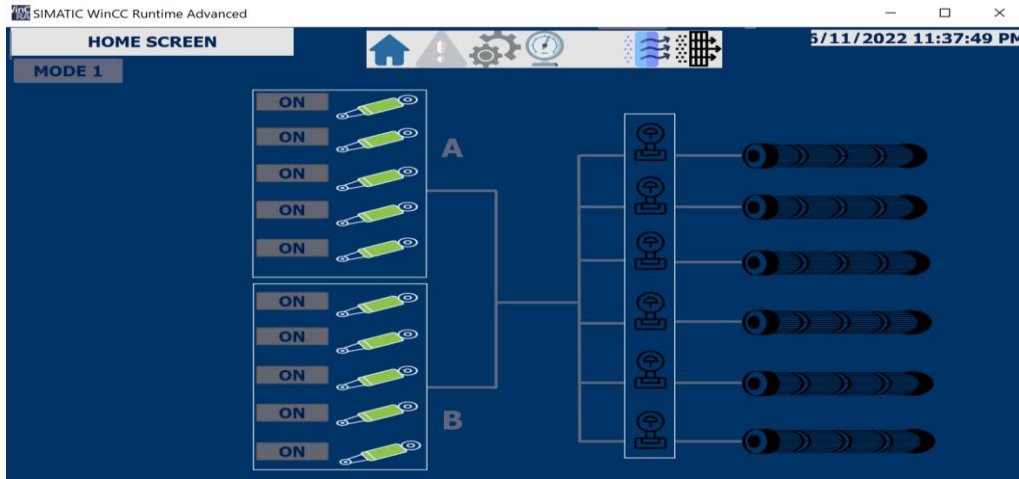 SIMATIC WinCC Runtime Advanced
HOME SCREEN
5/11/2022 11:37:49 PM
MODE 1
ON
ON
A
ON
ON
ON
ON
ON
ON
ON
B
ON